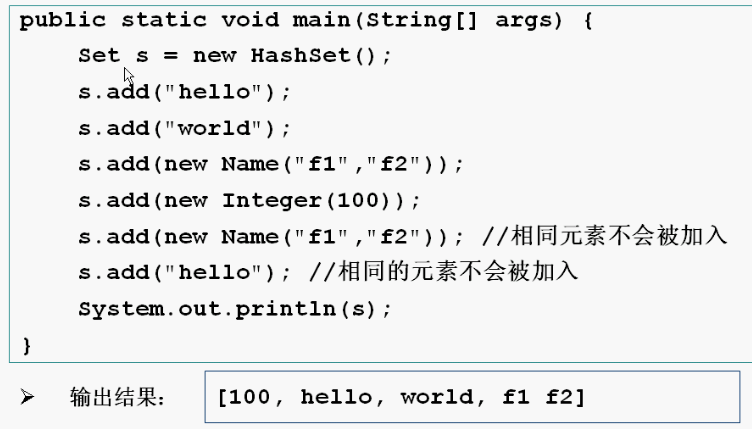 public static void main(String[] args) {
    Set s = new HashSet();
    s.add("hello");
    s.add("world");
    s.add(new Name("f1","f2"));
    s.add(new Integer(100));
    s.add(new Name("f1","f2")); //相同元素不会被加入
    s.add("hello"); //相同的元素不会被加入
    System.out.println(s);
}
➢ 输出结果: [100, hello, world, f1 f2]